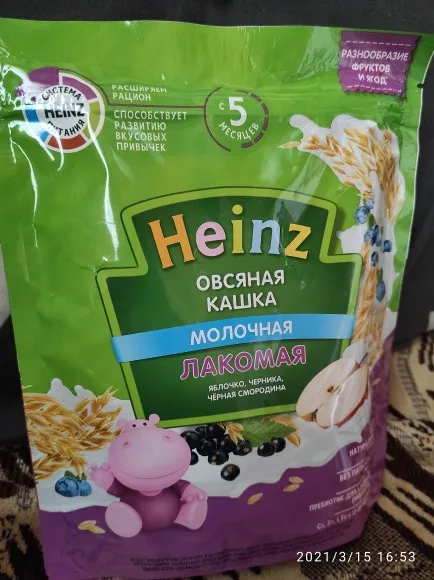 РАСШИРЯЕМ
РАЦИОН
СПОСОБСТВУЕТ
РАЗВИТИЮ
ВКУСОВЫХ
ПРИВЫЧЕК
СИСТЕМА
HEINZ
ПИТАНИЯ
с 5
МЕСЯЦЕВ
РАЗНООБРАЗИЕ
ФРУКТОВ
И ЯГОД
Heinz
ОВСЯНАЯ
КАШКА
МОЛОЧНАЯ
ЛАКОМАЯ
ЯБЛОЧКО, ЧЕРНИКА,
ЧЁРНАЯ СМОРОДИНА
2021/3/15 16:53